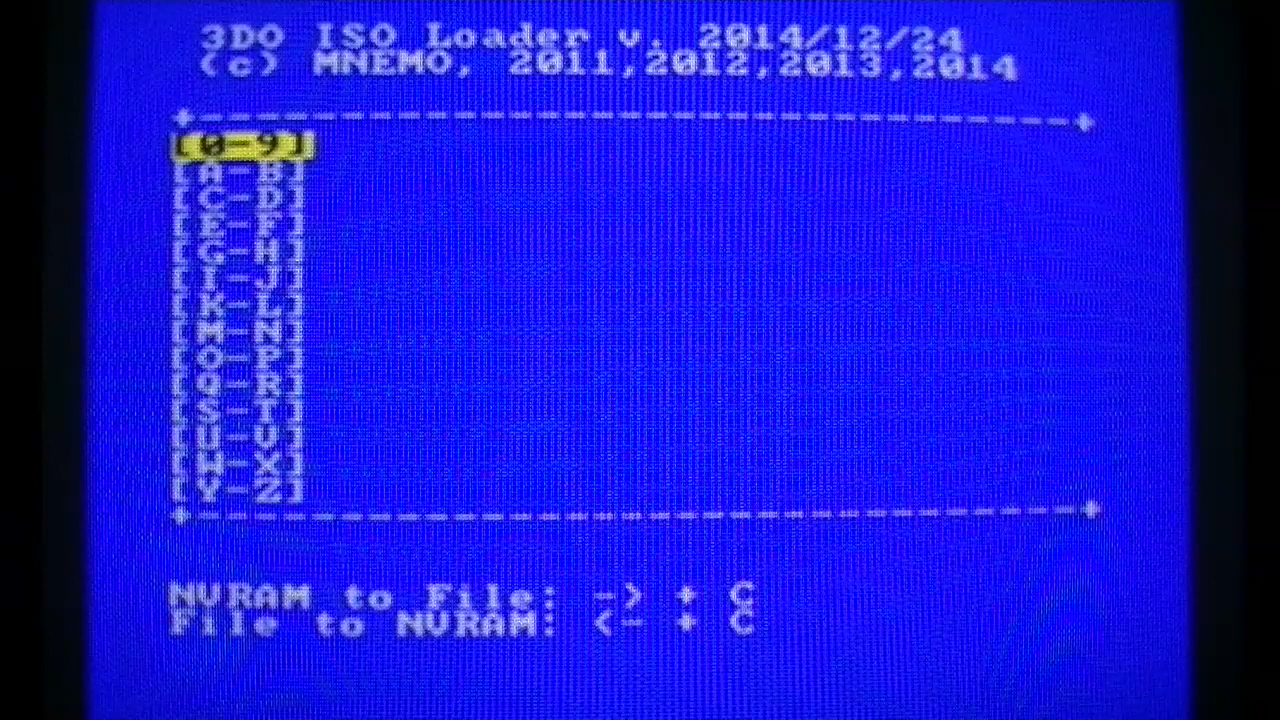 3DO ISO Loader v. 2014/12/24
(c) MNEMO, 2011,2012,2013,2014
+----------------------------------+
[0-9]
[A-B]
[C-D]
[E-F]
[G-H]
[I-J]
[K-L]
[M-N]
[O-P]
[Q-R]
[S-T]
[U-V]
[W-X]
[Y-Z]
+----------------------------------+
NVRAM to File: -> + C
File to NVRAM: <- + C